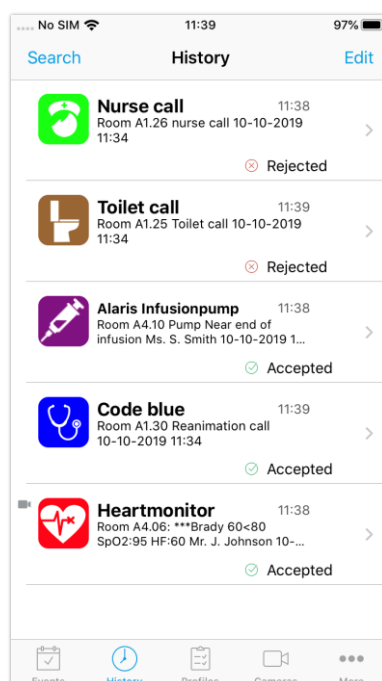 No SIM 11:39 97%
Search History Edit
Nurse call 11:38
Room A1.26 nurse call 10-10-2019
11:34
Rejected
Toilet call 11:39
Room A1.25 Toilet call 10-10-2019
11:34
Rejected
Alaris Infusionpump 11:38
Room A4.10 Pump Near end of
infusion Ms. S. Smith 10-10-2019 1...
Accepted
Code blue 11:39
Room A1.30 Reanimation call
10-10-2019 11:34
Accepted
Heartmonitor 11:38
Room A4.06: ***Brady 60<80
SpO2:95 HF:60 Mr. J. Johnson 10-...
Accepted
Events History Profiles Cameras More